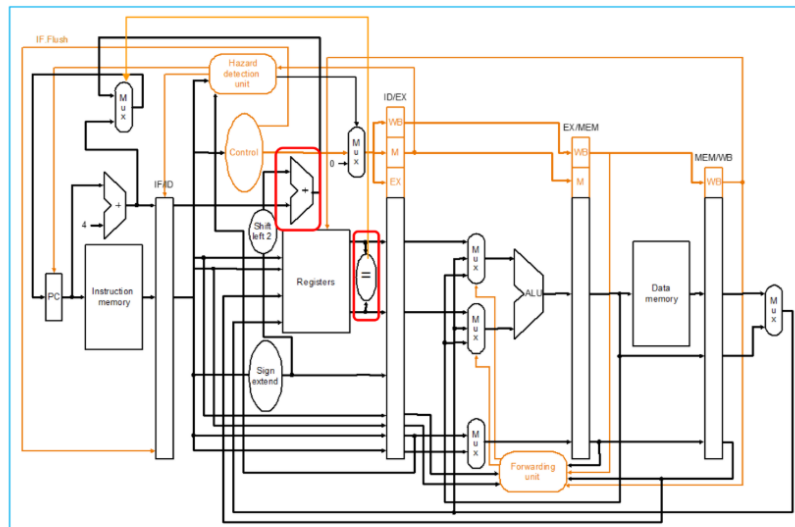 IF.Flush
Hazard
detection
unit
M
u
x
ID/EX
WB
EX/MEM
Control
M
u
x
0
M
WB
MEM/WB
EX
M
WB
IF/ID
+
4
+
Shift
left 2
PC
Instruction
memory
Registers
=
M
u
x
ALU
M
u
x
Data
memory
M
u
x
Sign
extend
M
u
x
Forwarding
unit